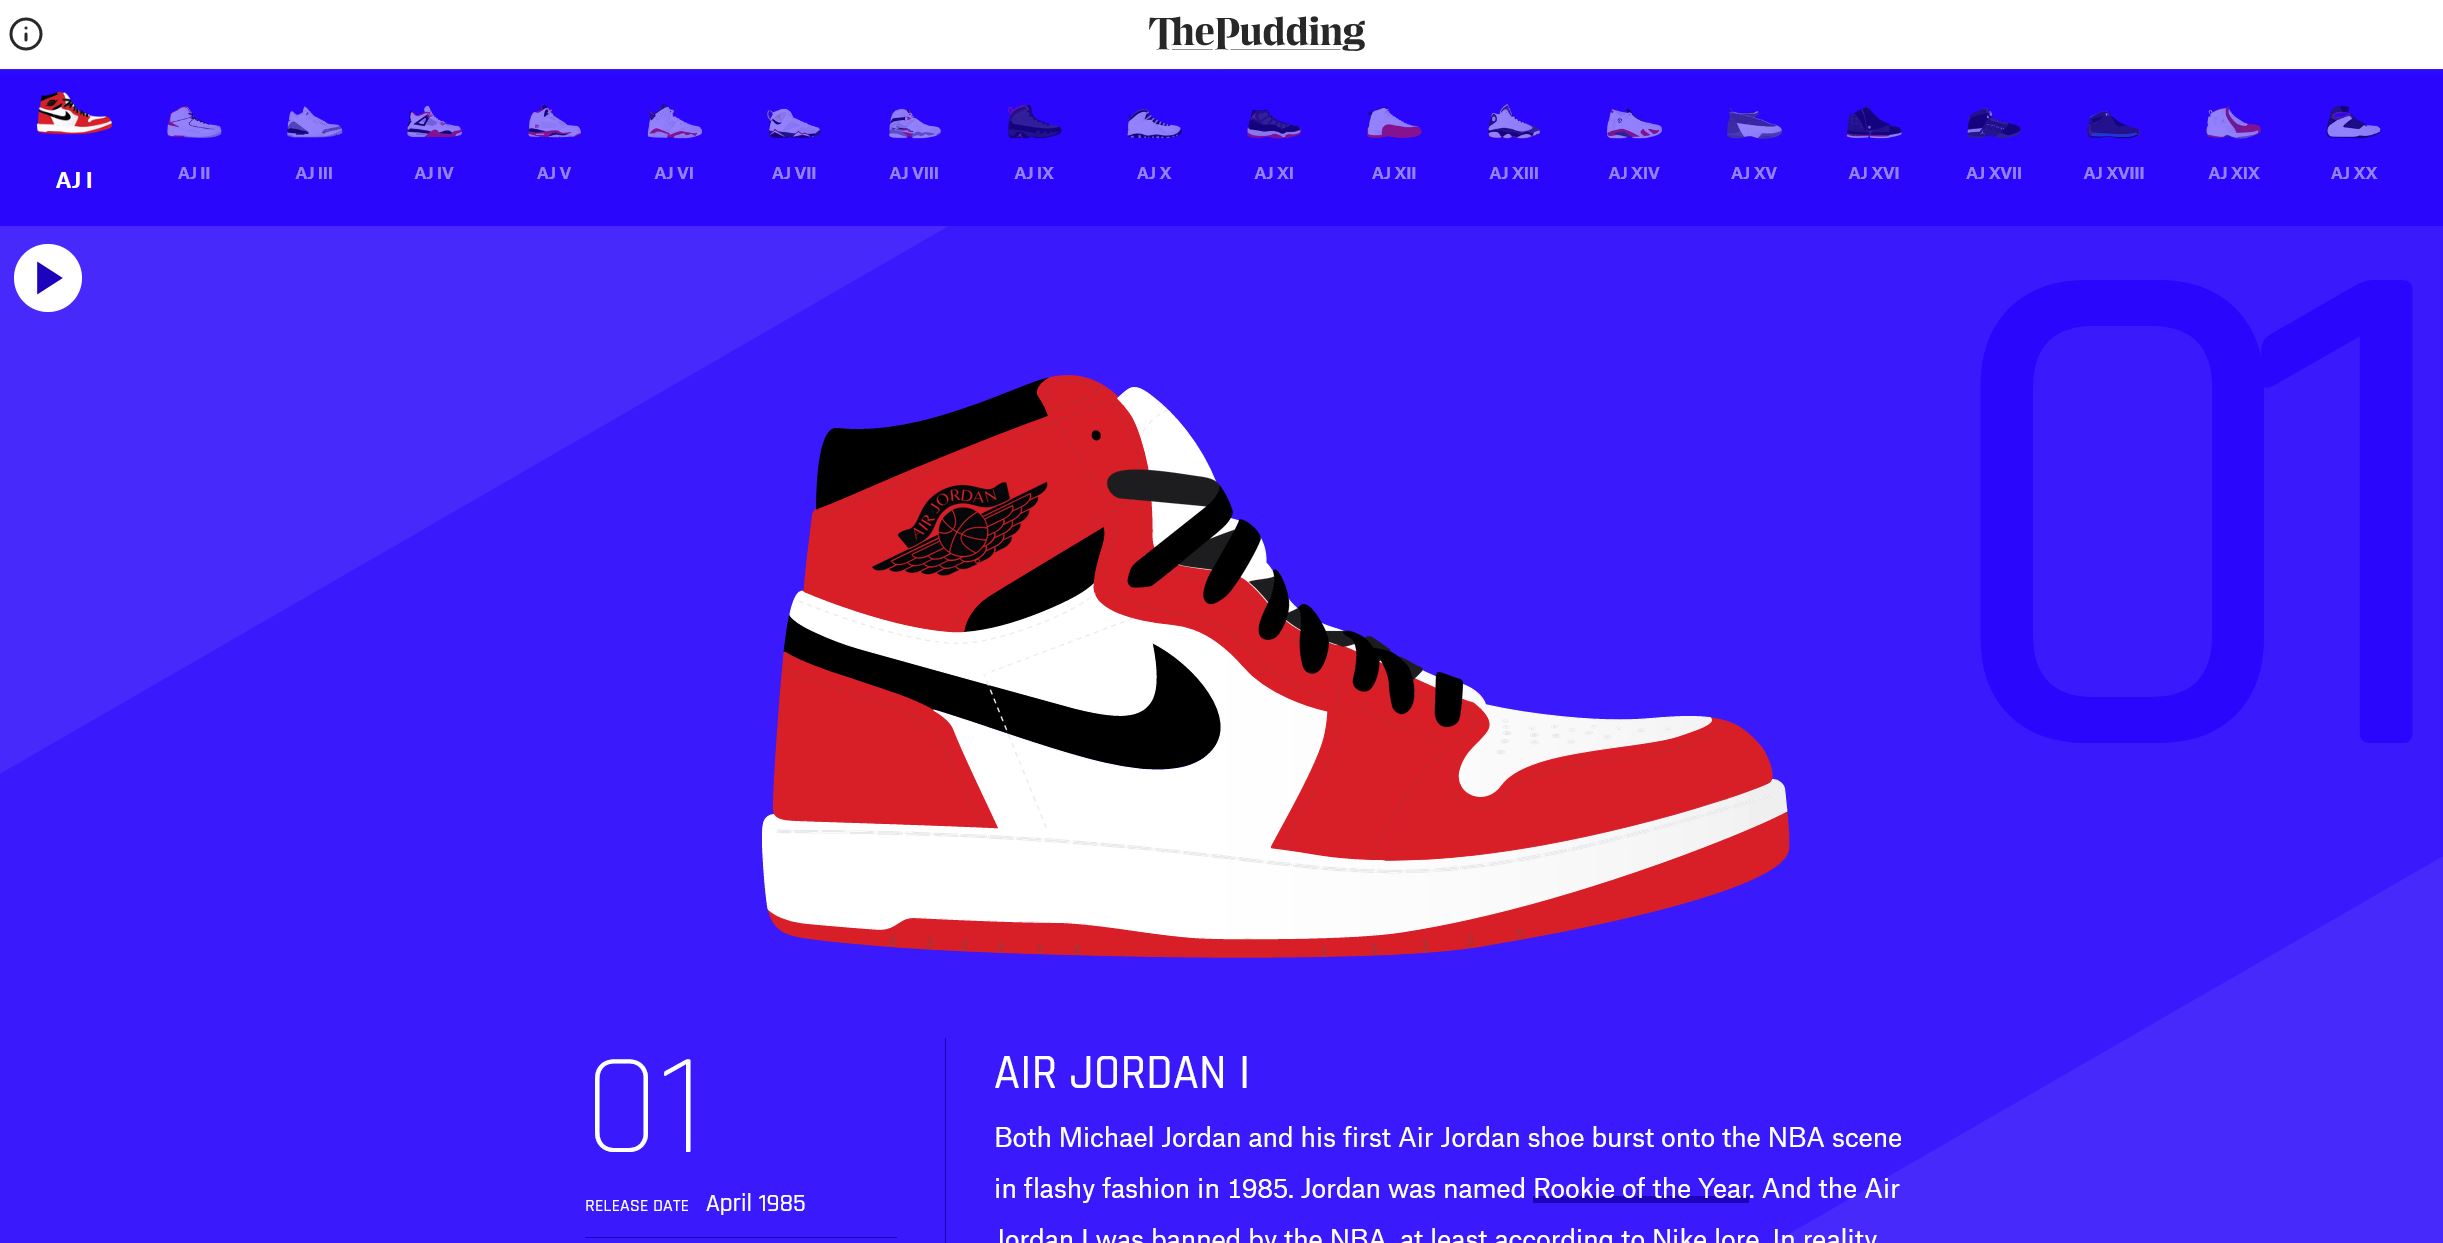 ThePudding
AJ I
AJ II
AJ III
AJ IV
AJ V
AJ VI
AJ VII
AJ VIII
AJ IX
AJ X
AJ XI
AJ XII
AJ XIII
AJ XIV
AJ XV
AJ XVI
AJ XVII
AJ XVIII
AJ XIX
AJ XX
01
AIR JORDAN
01
RELEASE DATE April 1985
AIR JORDAN I
Both Michael Jordan and his first Air Jordan shoe burst onto the NBA scene
in flashy fashion in 1985. Jordan was named Rookie of the Year. And the Air
Jordan I was banned by the NBA, at least according to Nike lore. In reality,